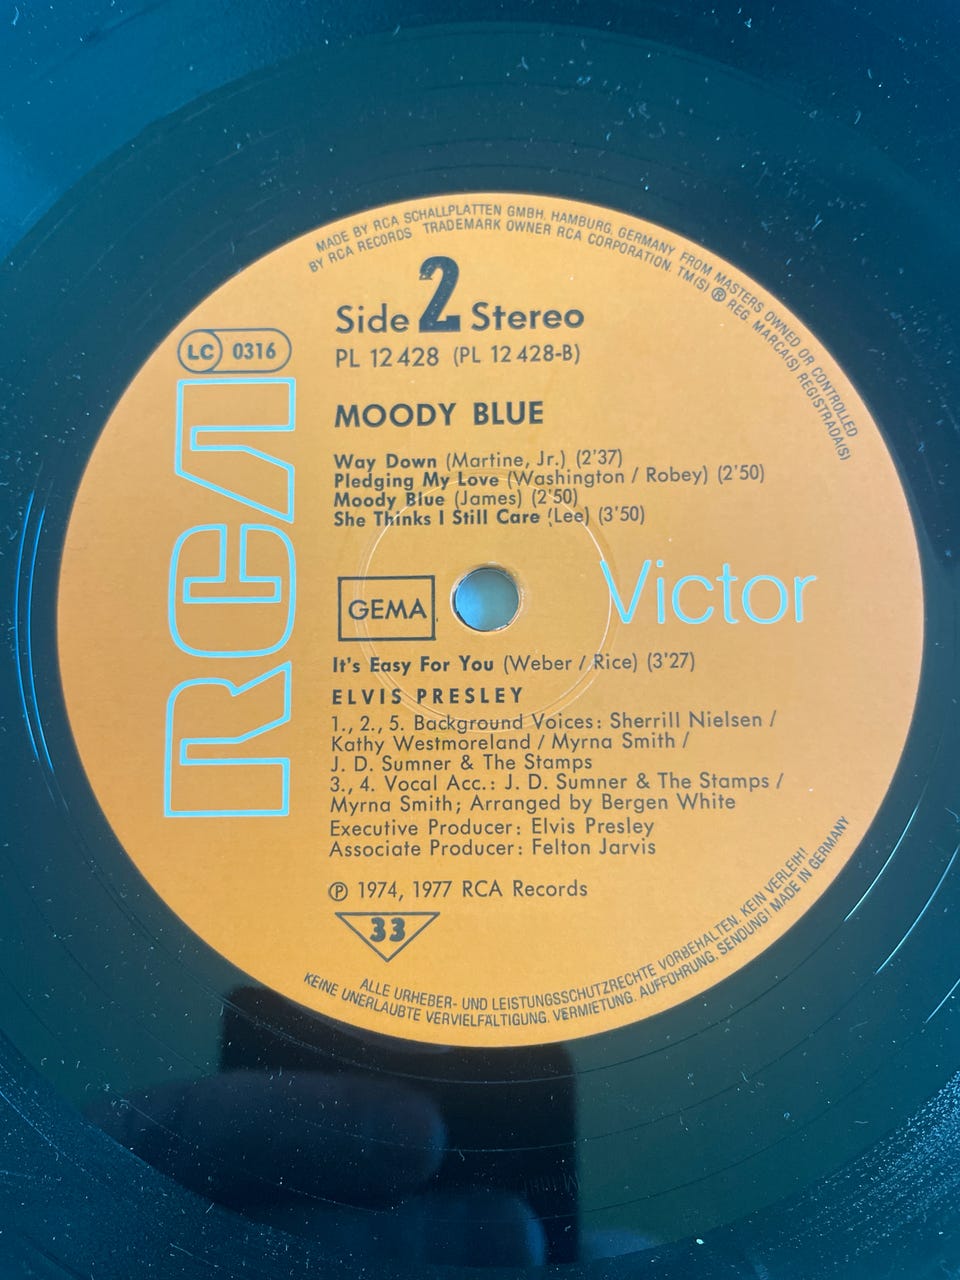 MADE BY RCA SCHALLPLATTEN GMBH, HAMBURG, GERMANY FROM MASTERS OWNED OR CONTROLLED
BY RCA RECORDS TRADEMARK OWNER RCA CORPORATION. TM(S) ® REG. MARCA(S) REGISTRADA(S)
Side 2 Stereo
LC 0316
PL 12 428 (PL 12 428-B)
RCA
MOODY BLUE
Way Down (Martine, Jr.) (2'37)
Pledging My Love (Washington / Robey) (2'50)
Moody Blue (James) (2'50)
She Thinks I Still Care (Lee) (3'50)
GEMA
Victor
It's Easy For You (Weber / Rice) (3'27)
ELVIS PRESLEY
1., 2., 5. Background Voices: Sherrill Nielsen /
Kathy Westmoreland / Myrna Smith /
J. D. Sumner & The Stamps
3., 4. Vocal Acc.: J. D. Sumner & The Stamps /
Myrna Smith; Arranged by Bergen White
Executive Producer: Elvis Presley
Associate Producer: Felton Jarvis
℗ 1974, 1977 RCA Records
33
ALLE URHEBER- UND LEISTUNGSSCHUTZRECHTE VORBEHALTEN. KEIN VERLEIH!
KEINE UNERLAUBTE VERVIELFÄLTIGUNG. VERMIETUNG. AUFFÜHRUNG. SENDUNG! MADE IN GERMANY